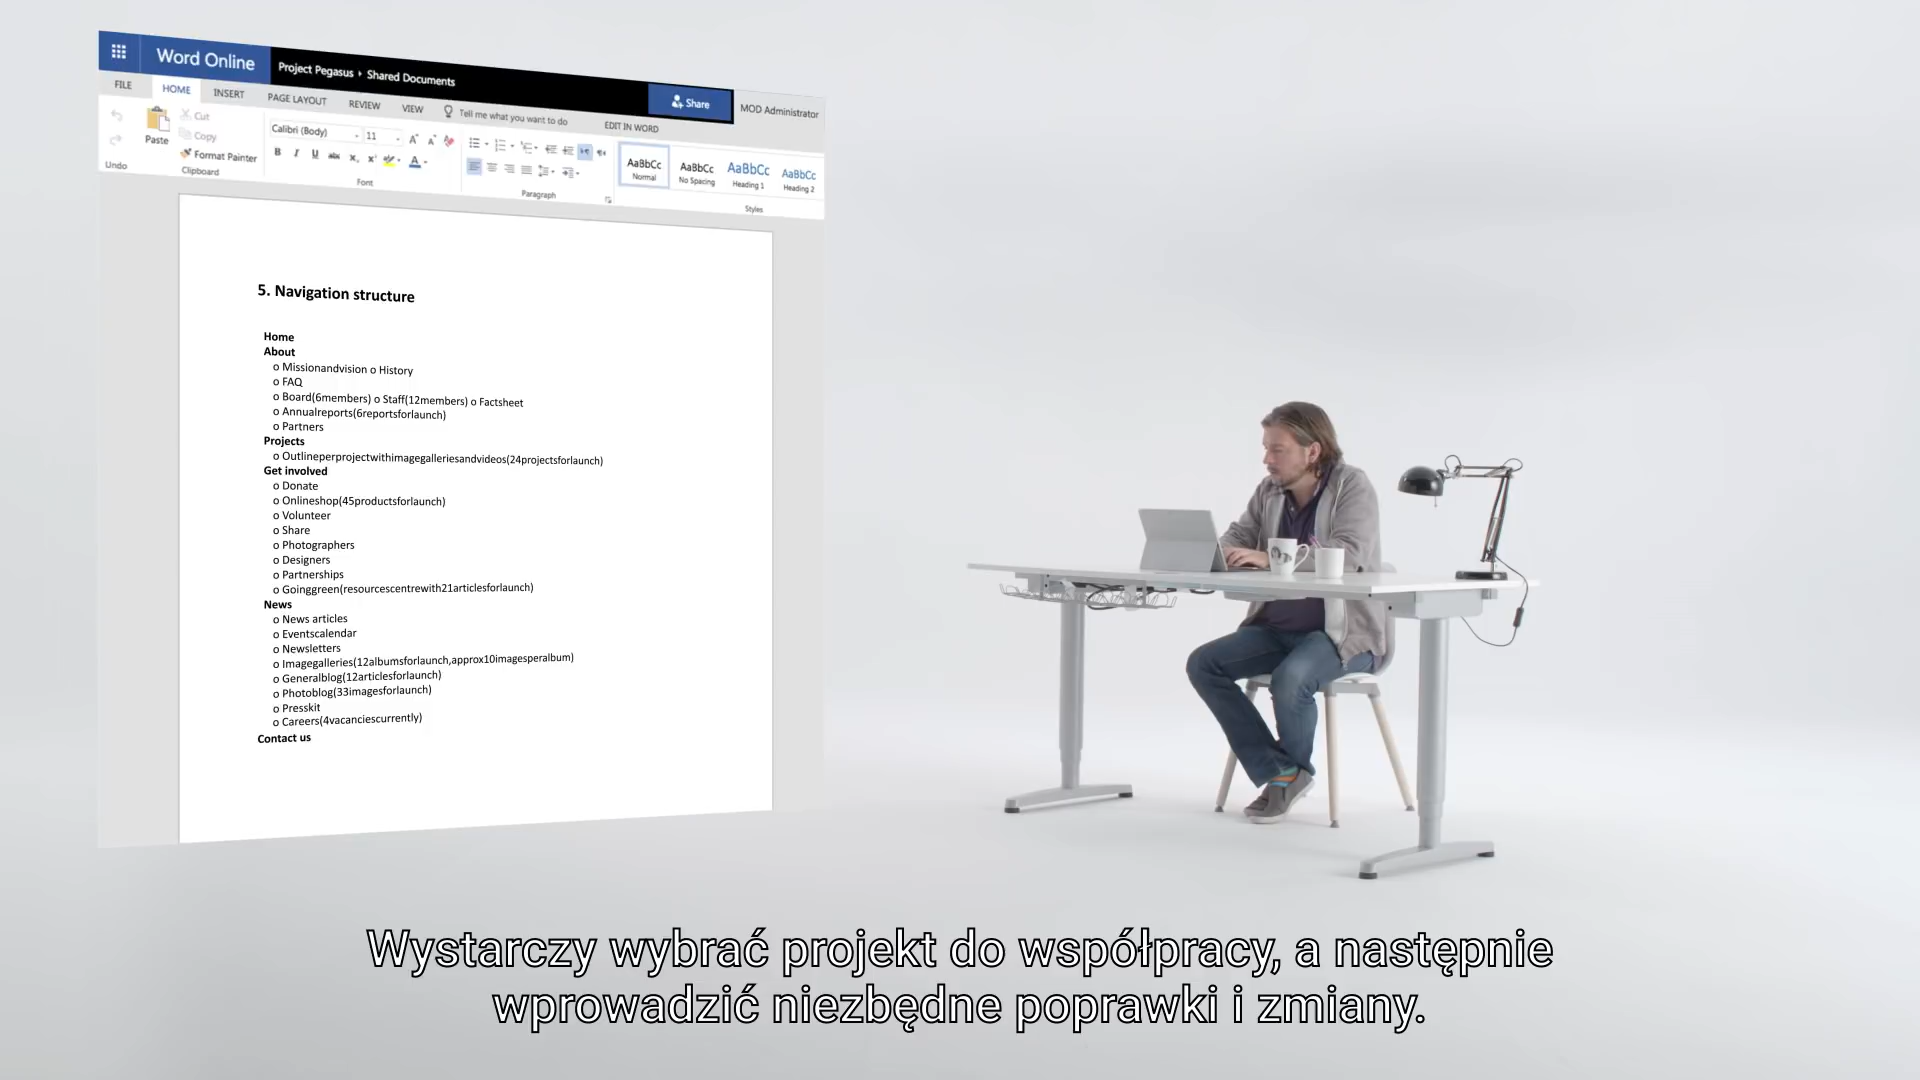 Word Online
Project Pegasus ▸ Shared Documents
Share
MOD Administrator
FILE
HOME
INSERT
PAGE LAYOUT
REVIEW
VIEW
Tell me what you want to do
EDIT IN WORD
Undo
Paste
Cut
Copy
Format Painter
Clipboard
Calibri (Body)
11
B I U abc x₂ x² A
Font
Paragraph
AaBbCc
Normal
AaBbCc
No Spacing
AaBbCc
Heading 1
AaBbCc
Heading 2
Styles
5. Navigation structure
Home
About
o Missionandvision o History
o FAQ
o Board(6members) o Staff(12members) o Factsheet
o Annualreports(6reportsforlaunch)
o Partners
Projects
o Outlineperprojectwithimagegalleriesandvideos(24projectsforlaunch)
Get involved
o Donate
o Onlineshop(45productsforlaunch)
o Volunteer
o Share
o Photographers
o Designers
o Partnerships
o Goinggreen(resourcescentrewith21articlesforlaunch)
News
o News articles
o Eventscalendar
o Newsletters
o Imagegalleries(12albumsforlaunch,approx10imagesperalbum)
o Generalblog(12articlesforlaunch)
o Photoblog(33imagesforlaunch)
o Presskit
o Careers(4vacanciescurrently)
Contact us
Wystarczy wybrać projekt do współpracy, a następnie
wprowadzić niezbędne poprawki i zmiany.